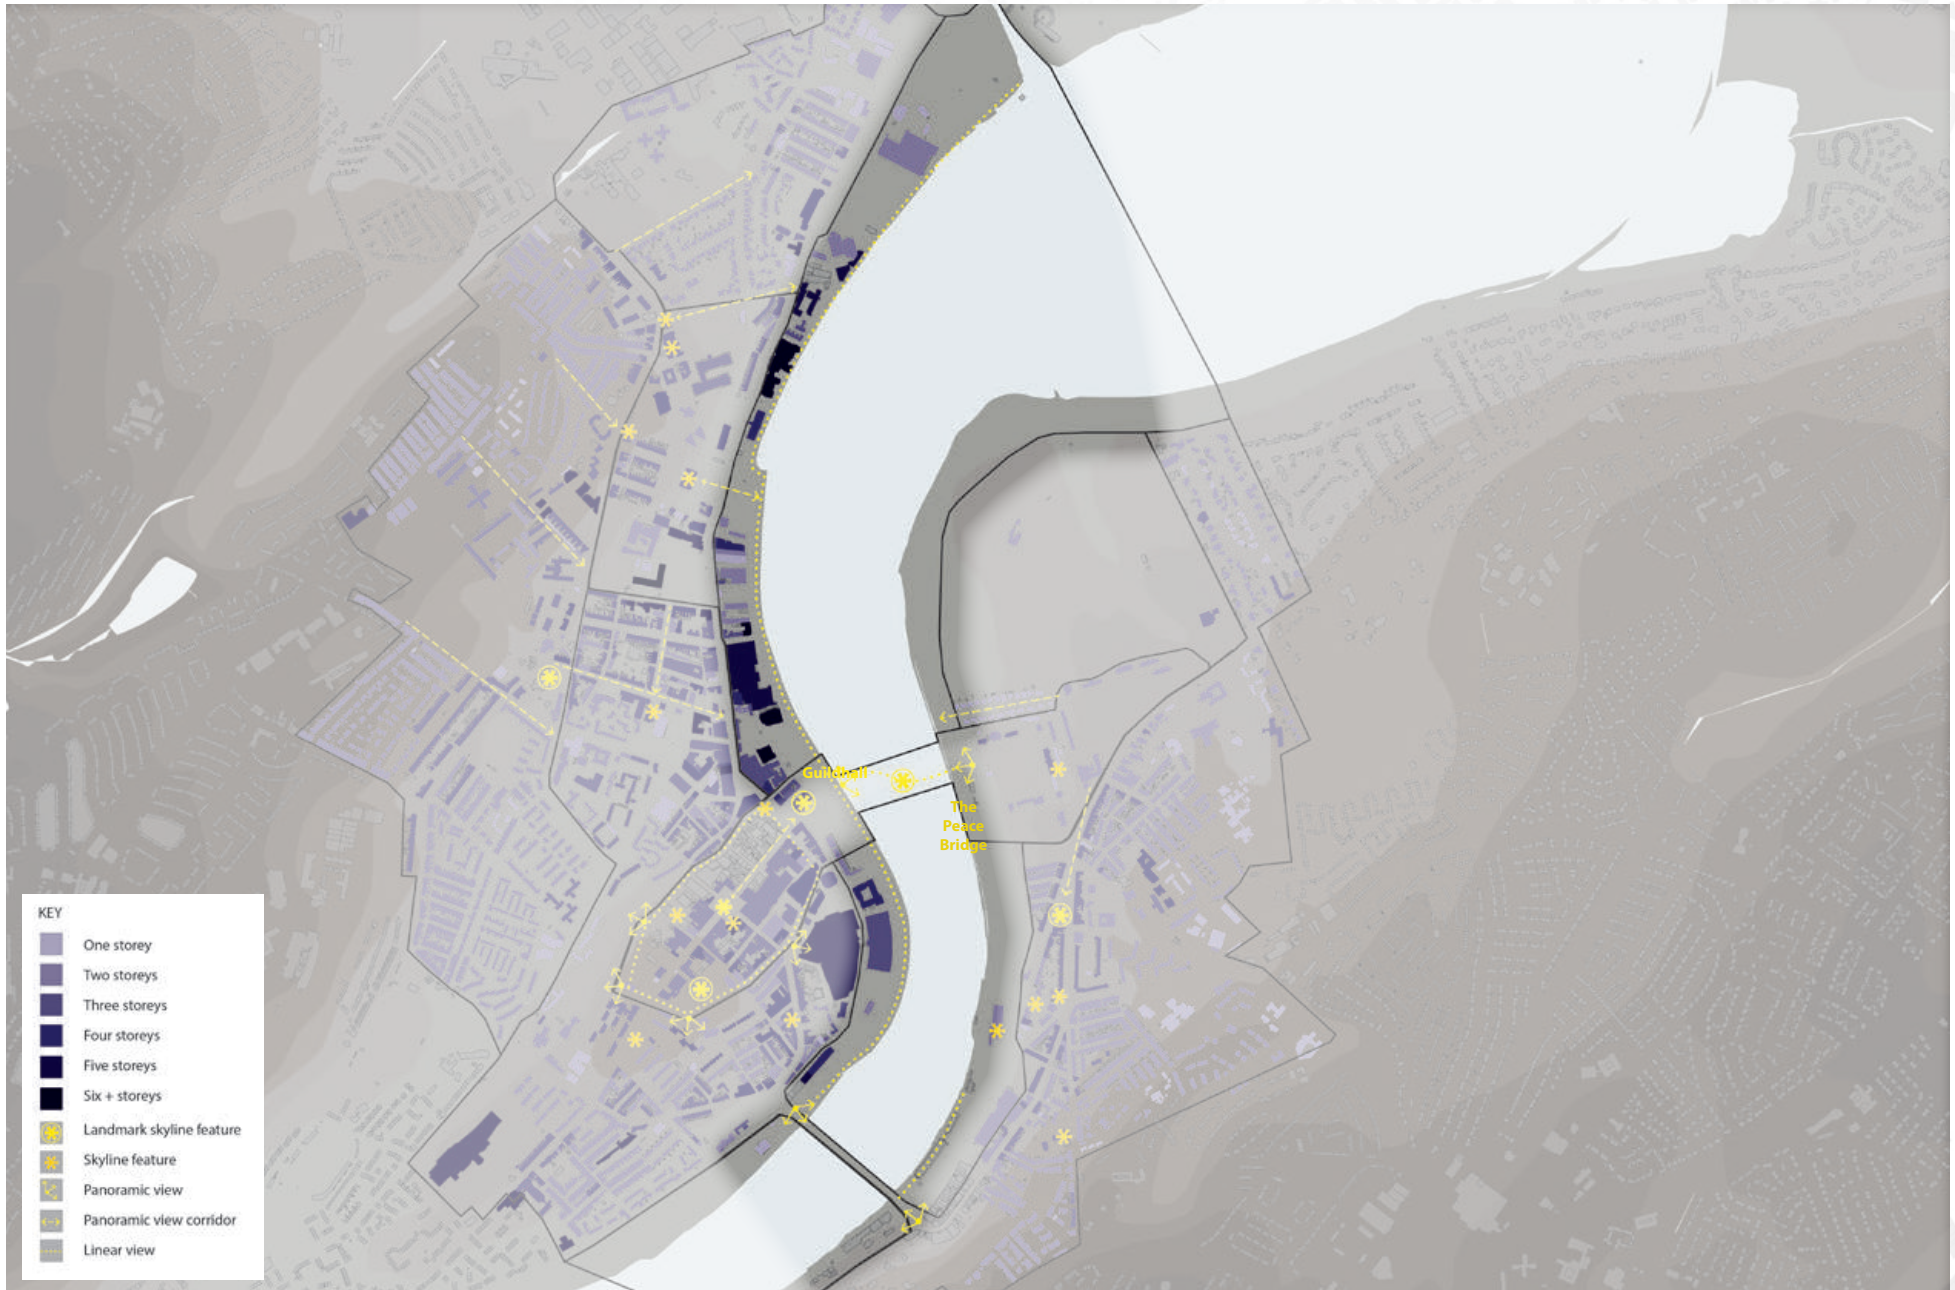 Guildhall
The
Peace
Bridge
KEY
One storey
Two storeys
Three storeys
Four storeys
Five storeys
Six + storeys
Landmark skyline feature
Skyline feature
Panoramic view
Panoramic view corridor
Linear view